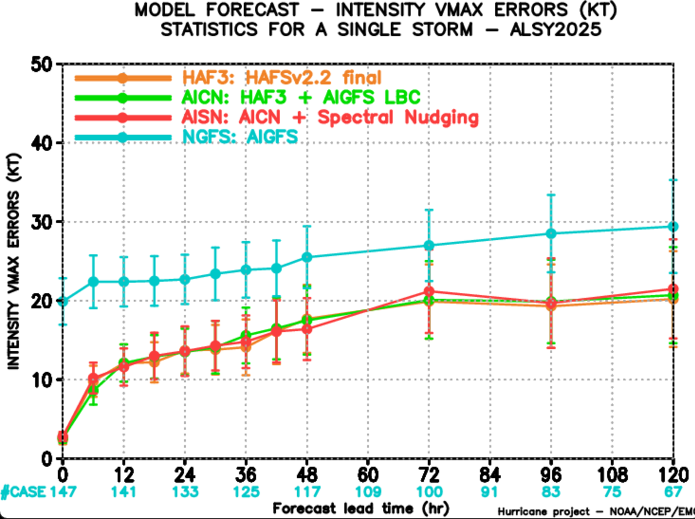 MODEL FORECAST – INTENSITY VMAX ERRORS (KT)
STATISTICS FOR A SINGLE STORM – ALSY2025
HAF3: HAFSv2.2 final
AICN: HAF3 + AIGFS LBC
AISN: AICN + Spectral Nudging
NGFS: AIGFS
INTENSITY VMAX ERRORS (KT)
50
40
30
20
10
0
0 12 24 36 48 60 72 84 96 108 120
#CASE 147 141 133 125 117 109 100 91 83 75 67
Forecast lead time (hr)
Hurricane project – NOAA/NCEP/EM